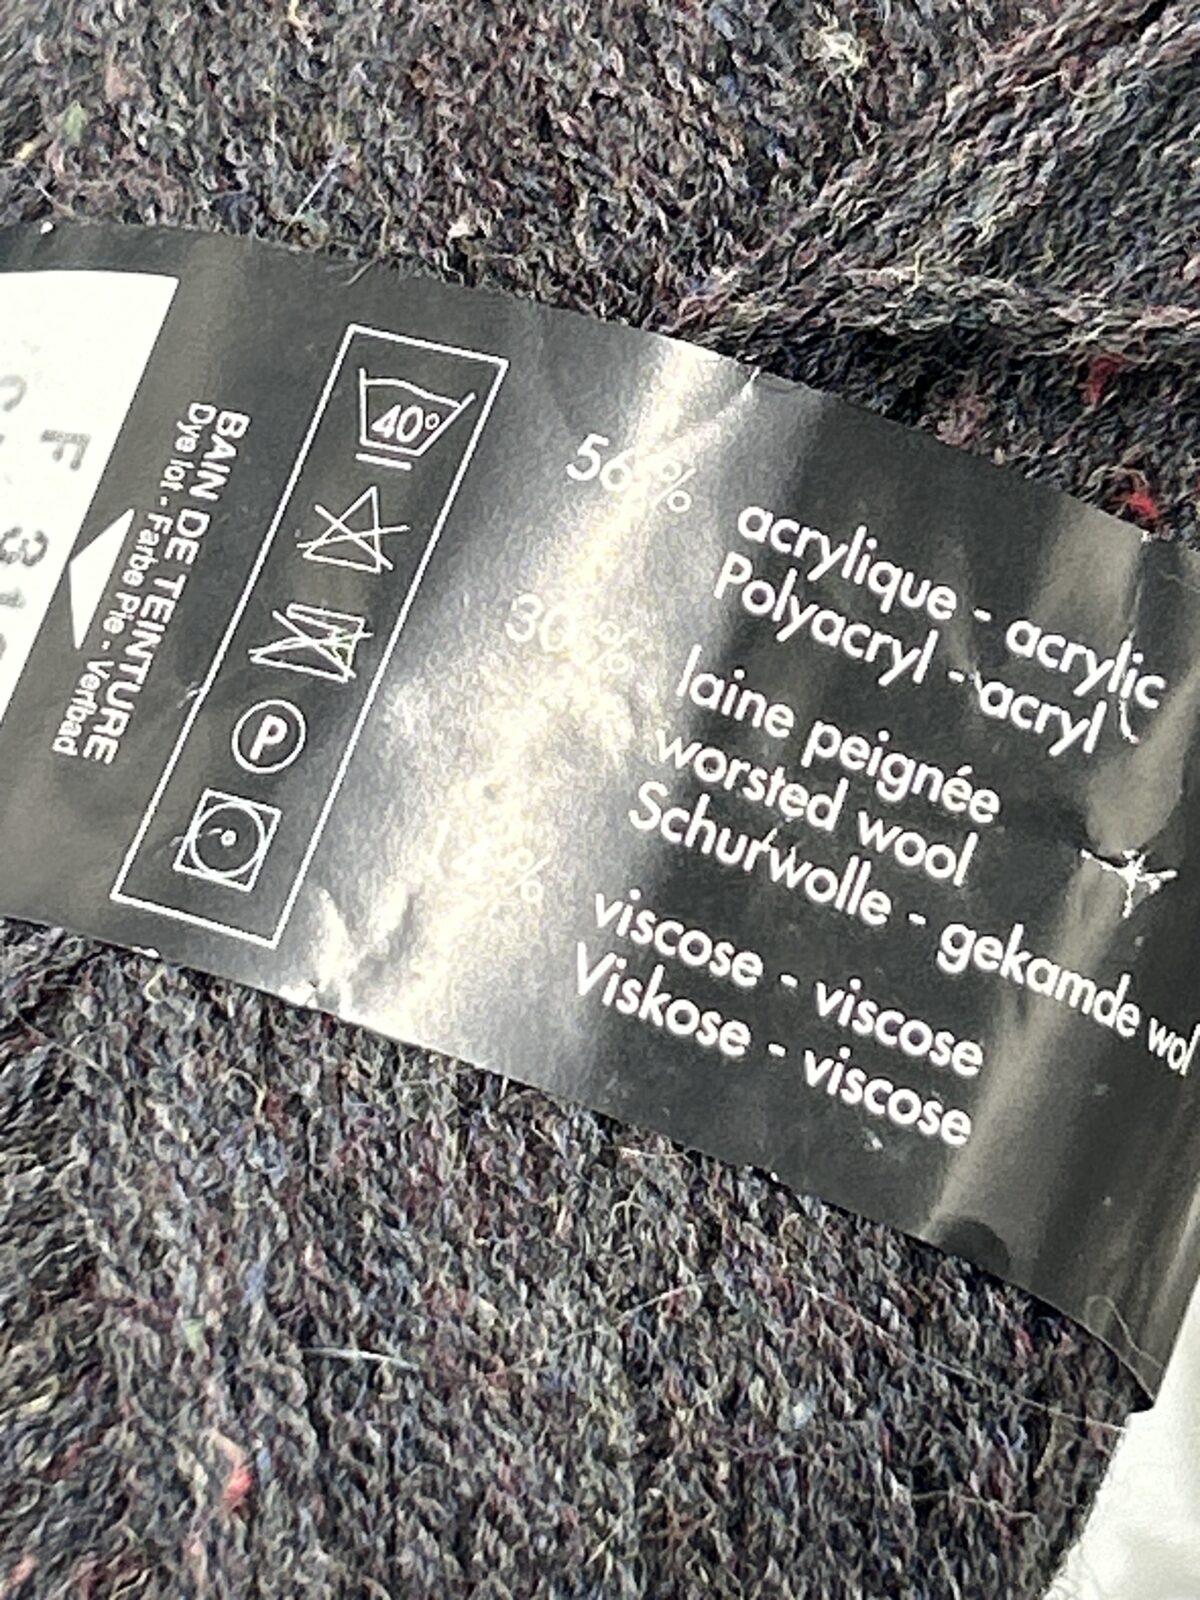 56 % acrylique - acrylic
Polyacryl - acryl
30 % laine peignée
worsted wool
Schurwolle - gekamde wol
14 % viscose - viscose
Viskose - viscose
40°
P
BAIN DE TEINTURE
Dye lot - Farbe Pie - Verfbad